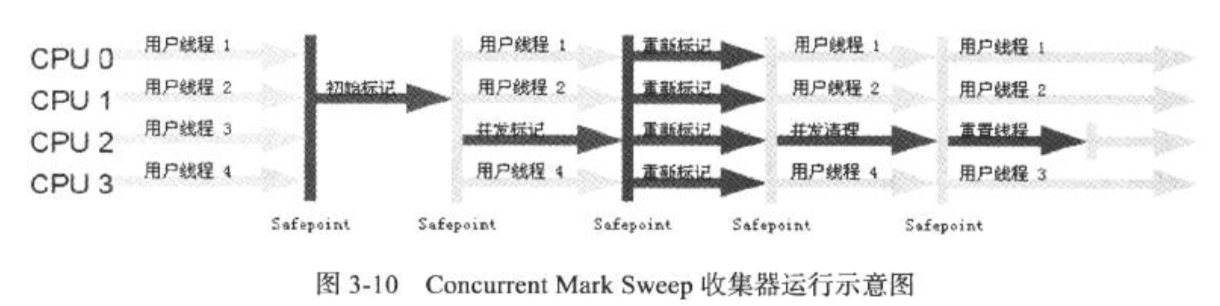 CPU 0 用户线程 1 用户线程 1 重新标记 用户线程 1 用户线程 1
CPU 1 用户线程 2 初始标记 用户线程 2 重新标记 用户线程 2 用户线程 2
CPU 2 用户线程 3 并发标记 重新标记 并发清理 重置线程
CPU 3 用户线程 4 用户线程 4 重新标记 用户线程 4 用户线程 3
Safepoint Safepoint Safepoint Safepoint Safepoint
图 3-10 Concurrent Mark Sweep 收集器运行示意图